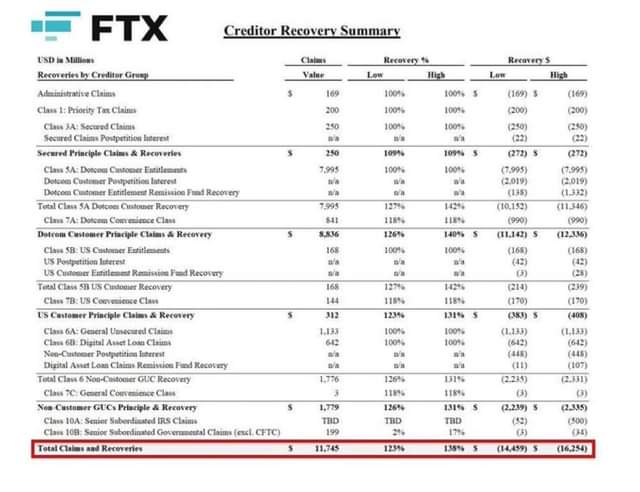 FTX
Creditor Recovery Summary
USD in Millions Claims Recovery % Recovery $
Recoveries by Creditor Group Value Low High Low High
Administrative Claims $ 169 100% 100% $ (169) $ (169)
Class 1: Priority Tax Claims 200 100% 100% (200) (200)
Class 3A: Secured Claims 250 100% 100% (250) (250)
Secured Claims Postpetition Interest n/a n/a n/a (22) (22)
Secured Principle Claims & Recoveries $ 250 109% 109% $ (272) $ (272)
Class 5A: Dotcom Customer Entitlements 7,995 100% 100% (7,995) (7,995)
Dotcom Customer Postpetition Interest n/a n/a n/a (2,019) (2,019)
Dotcom Customer Entitlement Remission Fund Recovery n/a n/a n/a (138) (1,332)
Total Class 5A Dotcom Customer Recovery 7,995 127% 142% (10,152) (11,346)
Class 7A: Dotcom Convenience Class 841 118% 118% (990) (990)
Dotcom Customer Principle Claims & Recovery $ 8,836 126% 140% $ (11,142) $ (12,336)
Class 5B: US Customer Entitlements 168 100% 100% (168) (168)
US Postpetition Interest n/a n/a n/a (42) (42)
US Customer Entitlement Remission Fund Recovery n/a n/a n/a (3) (28)
Total Class 5B US Customer Recovery 168 127% 142% (214) (239)
Class 7B: US Convenience Class 144 118% 118% (170) (170)
US Customer Principle Claims & Recovery $ 312 123% 131% $ (383) $ (408)
Class 6A: General Unsecured Claims 1,133 100% 100% (1,133) (1,133)
Class 6B: Digital Asset Loan Claims 642 100% 100% (642) (642)
Non-Customer Postpetition Interest n/a n/a n/a (448) (448)
Digital Asset Loan Claims Remission Fund Recovery n/a n/a n/a (11) (107)
Total Class 6 Non-Customer GUC Recovery 1,776 126% 131% (2,235) (2,331)
Class 7C: General Convenience Class 3 118% 118% (3) (3)
Non-Customer GUCs Principle & Recovery $ 1,779 126% 131% $ (2,239) $ (2,335)
Class 10A: Senior Subordinated IRS Claims TBD TBD TBD (52) (500)
Class 10B: Senior Subordinated Governmental Claims (excl. CFTC) 199 2% 17% (3) (34)
Total Claims and Recoveries $ 11,745 123% 138% $ (14,459) $ (16,254)